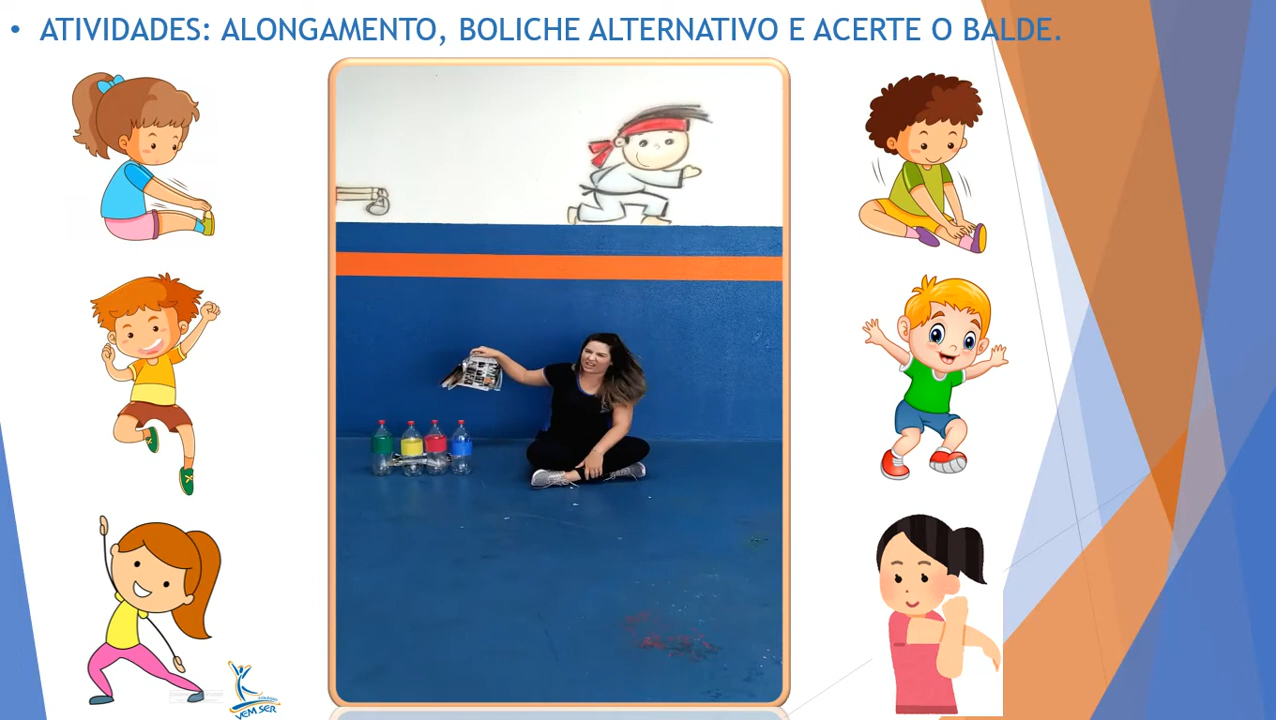 • ATIVIDADES: ALONGAMENTO, BOLICHE ALTERNATIVO E ACERTE O BALDE.
VEM SER